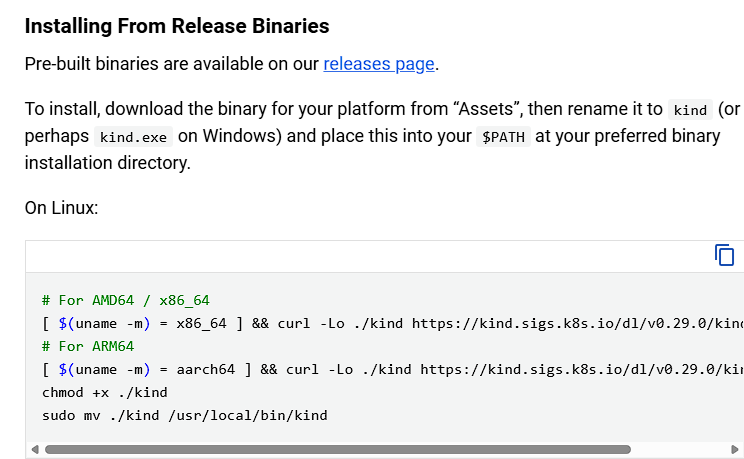 Installing From Release Binaries
Pre-built binaries are available on our releases page.
To install, download the binary for your platform from “Assets”, then rename it to kind (or
perhaps kind.exe on Windows) and place this into your $PATH at your preferred binary
installation directory.
On Linux:
# For AMD64 / x86_64
[ $(uname -m) = x86_64 ] && curl -Lo ./kind https://kind.sigs.k8s.io/dl/v0.29.0/kind
# For ARM64
[ $(uname -m) = aarch64 ] && curl -Lo ./kind https://kind.sigs.k8s.io/dl/v0.29.0/kin
chmod +x ./kind
sudo mv ./kind /usr/local/bin/kind